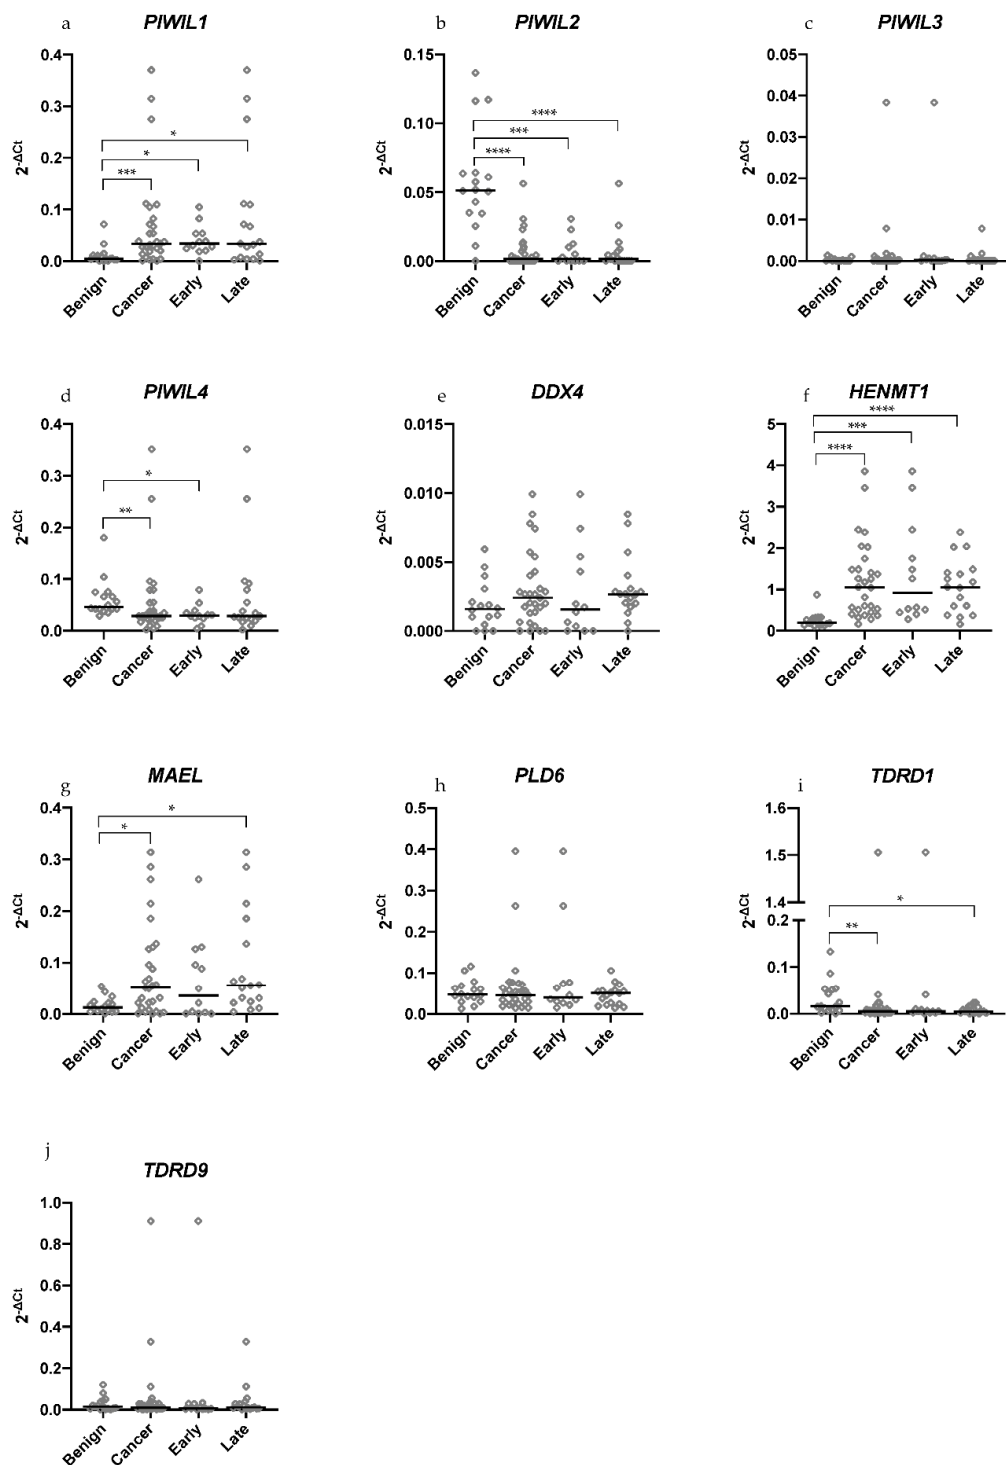 a PIWIL1
0.4
0.3
0.2
0.1
0.0
2-ΔCt
*
*
***
Benign Cancer Early Late
b PIWIL2
0.15
0.10
0.05
0.00
2-ΔCt
****
***
****
Benign Cancer Early Late
c PIWIL3
0.05
0.04
0.03
0.02
0.01
0.00
2-ΔCt
Benign Cancer Early Late
d PIWIL4
0.4
0.3
0.2
0.1
0.0
2-ΔCt
*
**
Benign Cancer Early Late
e DDX4
0.015
0.010
0.005
0.000
2-ΔCt
Benign Cancer Early Late
f HENMT1
5
4
3
2
1
0
2-ΔCt
****
***
****
Benign Cancer Early Late
g MAEL
0.4
0.3
0.2
0.1
0.0
2-ΔCt
*
*
Benign Cancer Early Late
h PLD6
0.5
0.4
0.3
0.2
0.1
0.0
2-ΔCt
Benign Cancer Early Late
i TDRD1
1.6
1.5
1.4
0.2
0.1
0.0
2-ΔCt
*
**
Benign Cancer Early Late
j
TDRD9
1.0
0.8
0.6
0.4
0.2
0.0
2-ΔCt
Benign Cancer Early Late